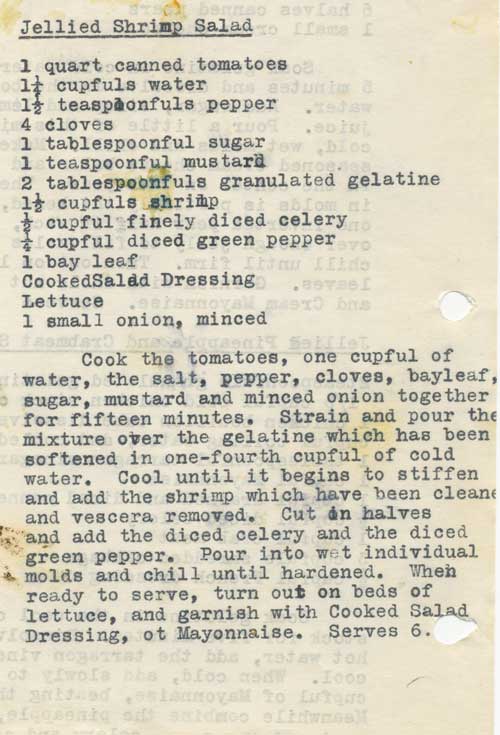 Jellied Shrimp Salad
1 quart canned tomatoes
1¼ cupfuls water
1½ teaspoonfuls pepper
4 cloves
1 tablespoonful sugar
1 teaspoonful mustard
2 tablespoonfuls granulated gelatine
1½ cupfuls shrimp
½ cupful finely diced celery
¼ cupful diced green pepper
1 bay leaf
CookedSalad Dressing
Lettuce
1 small onion, minced
Cook the tomatoes, one cupful of
water, the salt, pepper, cloves, bayleaf,
sugar, mustard and minced onion together
for fifteen minutes. Strain and pour the
mixture over the gelatine which has been
softened in one-fourth cupful of cold
water. Cool until it begins to stiffen
and add the shrimp which have been cleane
and vescera removed. Cut in halves
and add the diced celery and the diced
green pepper. Pour into wet individual
molds and chill until hardened. When
ready to serve, turn out on beds of
lettuce, and garnish with Cooked Salad
Dressing, ot Mayonnaise. Serves 6.